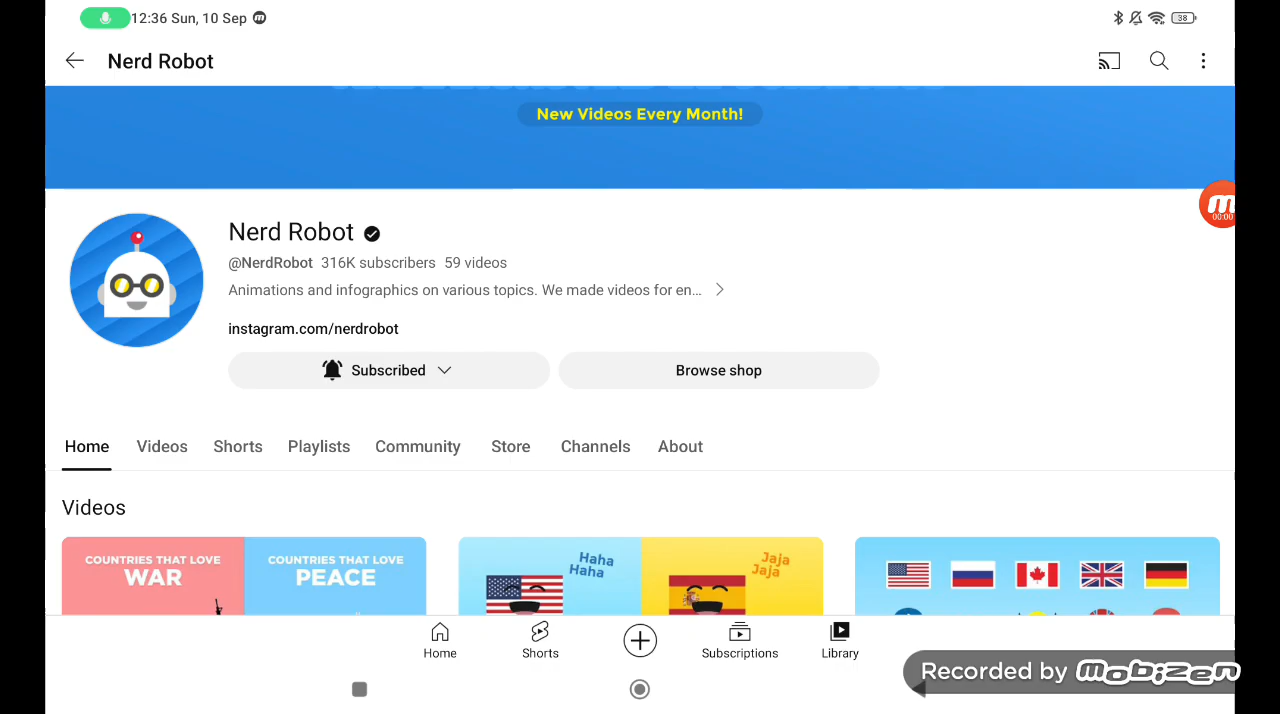 12:36 Sun, 10 Sep
38
Nerd Robot
New Videos Every Month!
00:00
Nerd Robot
@NerdRobot 316K subscribers 59 videos
Animations and infographics on various topics. We made videos for en...
instagram.com/nerdrobot
Subscribed
Browse shop
Home Videos Shorts Playlists Community Store Channels About
Videos
COUNTRIES THAT LOVE
WAR
COUNTRIES THAT LOVE
PEACE
Haha
Haha
Jaja
Jaja
Home Shorts Subscriptions Library
Recorded by mobizen